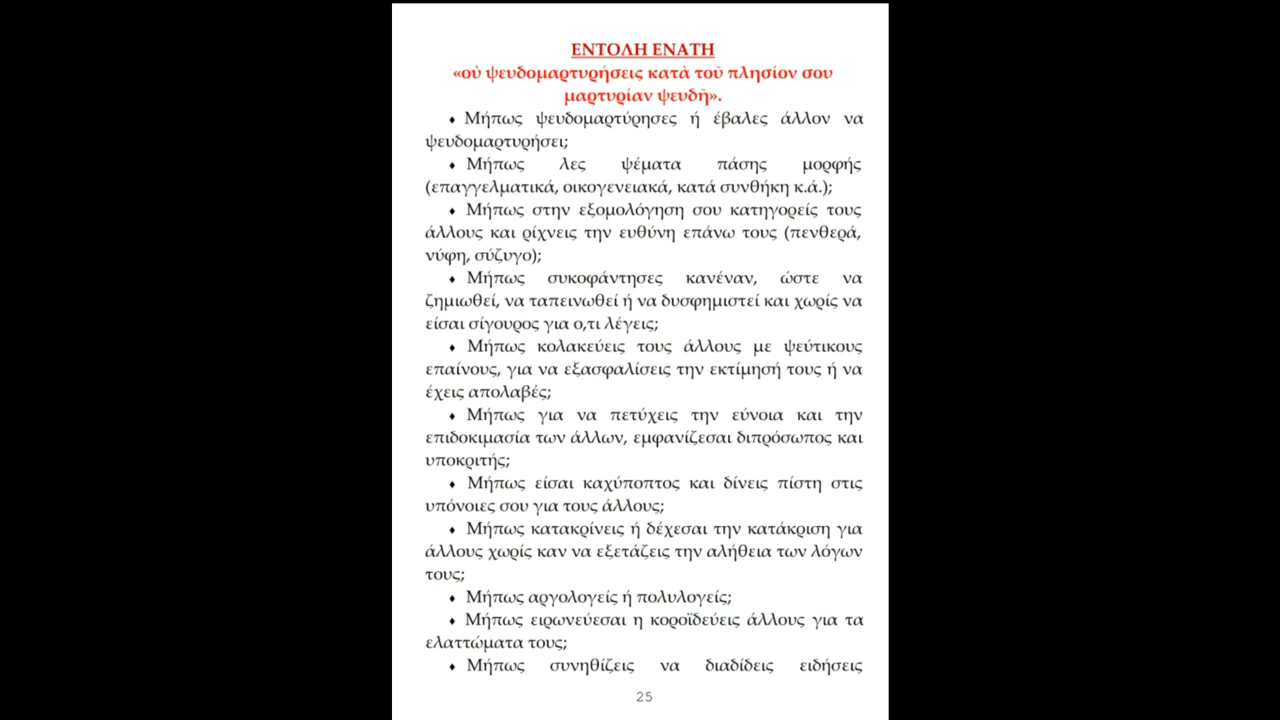 ΕΝΤΟΛΗ ΕΝΑΤΗ
«οὐ ψευδομαρτυρήσεις κατὰ τοῦ πλησίον σου
μαρτυρίαν ψευδῆ».
♦ Μήπως ψευδομαρτύρησες ή έβαλες άλλον να
ψευδομαρτυρήσει;
♦ Μήπως λες ψέματα πάσης μορφής
(επαγγελματικά, οικογενειακά, κατά συνθήκη κ.ά.);
♦ Μήπως στην εξομολόγηση σου κατηγορείς τους
άλλους και ρίχνεις την ευθύνη επάνω τους (πενθερά,
νύφη, σύζυγο);
♦ Μήπως συκοφάντησες κανέναν, ώστε να
ζημιωθεί, να ταπεινωθεί ή να δυσφημιστεί και χωρίς να
είσαι σίγουρος για ο,τι λέγεις;
♦ Μήπως κολακεύεις τους άλλους με ψεύτικους
επαίνους, για να εξασφαλίσεις την εκτίμησή τους ή να
έχεις απολαβές;
♦ Μήπως για να πετύχεις την εύνοια και την
επιδοκιμασία των άλλων, εμφανίζεσαι διπρόσωπος και
υποκριτής;
♦ Μήπως είσαι καχύποπτος και δίνεις πίστη στις
υπόνοιες σου για τους άλλους;
♦ Μήπως κατακρίνεις ή δέχεσαι την κατάκριση για
άλλους χωρίς καν να εξετάζεις την αλήθεια των λόγων
τους;
♦ Μήπως αργολογείς ή πολυλογείς;
♦ Μήπως ειρωνεύεσαι η κοροϊδεύεις άλλους για τα
ελαττώματα τους;
♦ Μήπως συνηθίζεις να διαδίδεις ειδήσεις
25